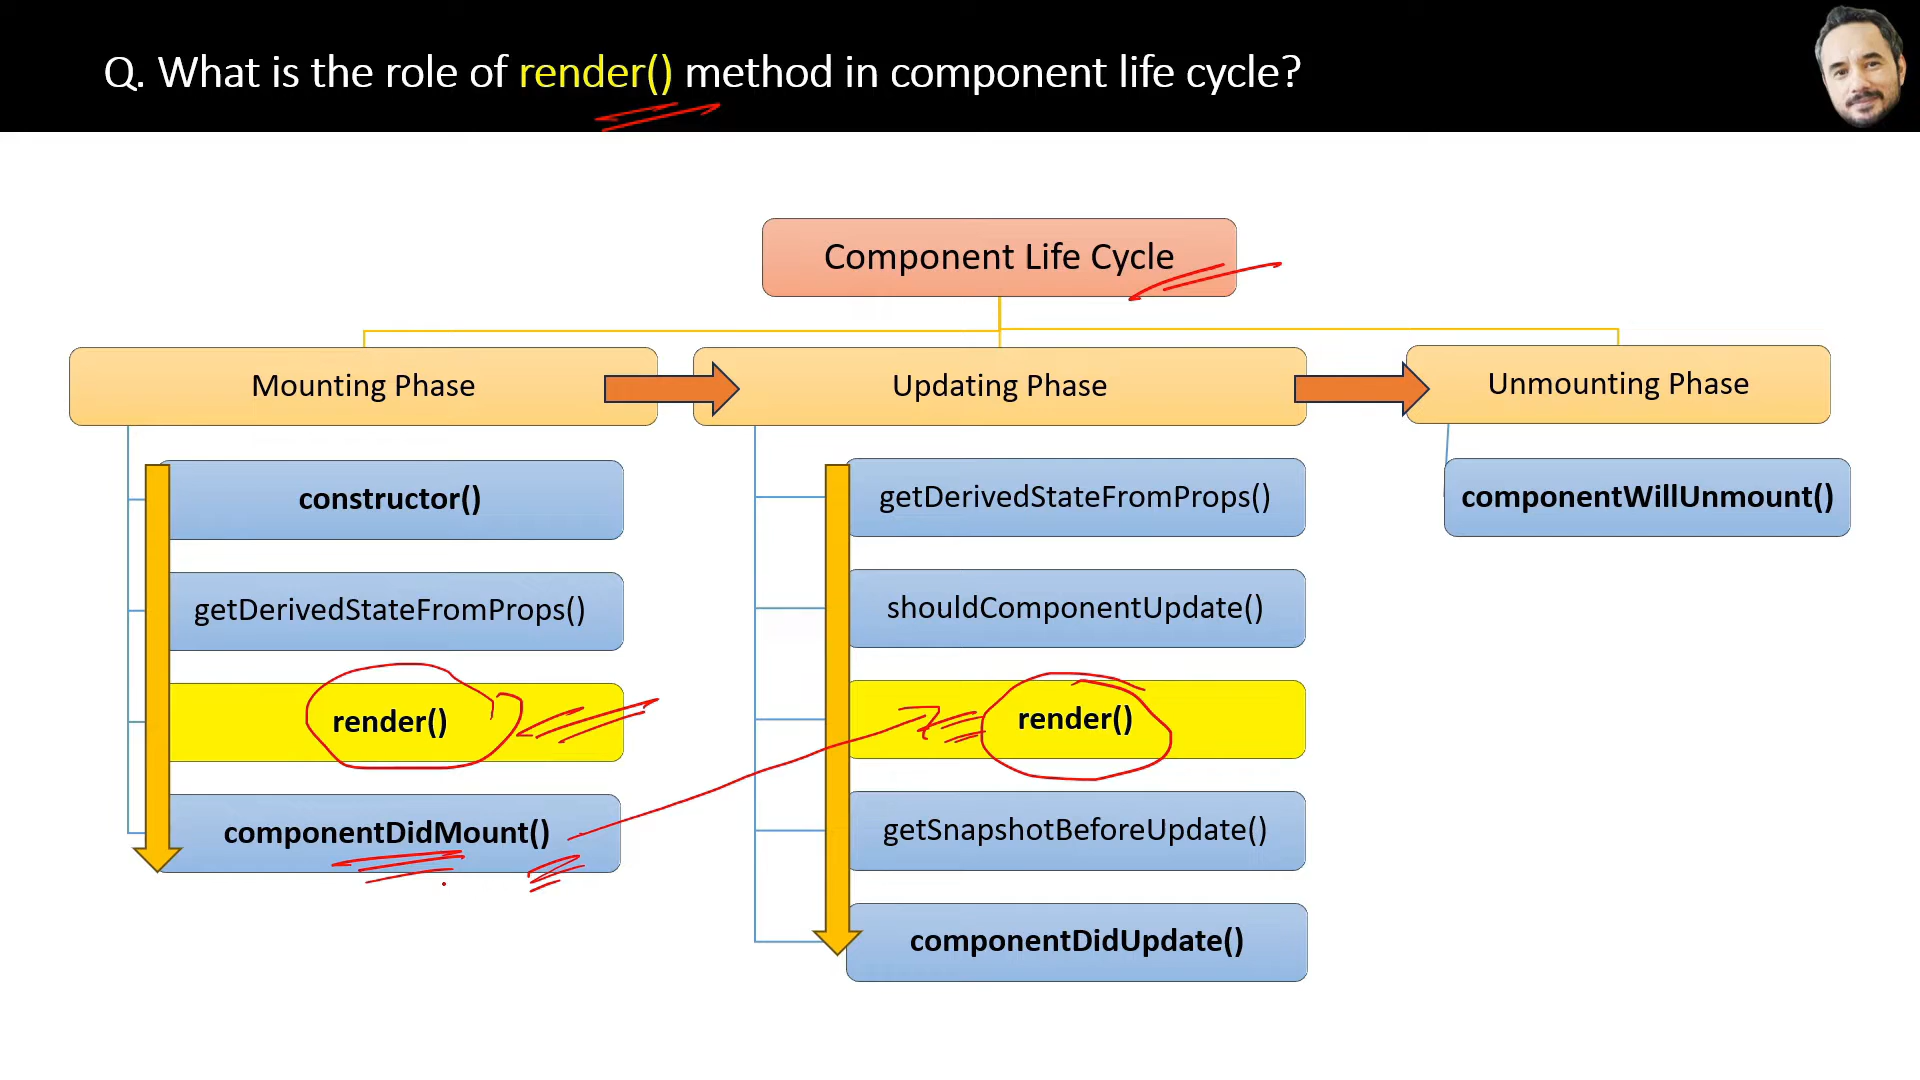 Q. What is the role of render() method in component life cycle?
Component Life Cycle
Mounting Phase
Updating Phase
Unmounting Phase
constructor()
getDerivedStateFromProps()
render()
componentDidMount()
getDerivedStateFromProps()
shouldComponentUpdate()
render()
getSnapshotBeforeUpdate()
componentDidUpdate()
componentWillUnmount()